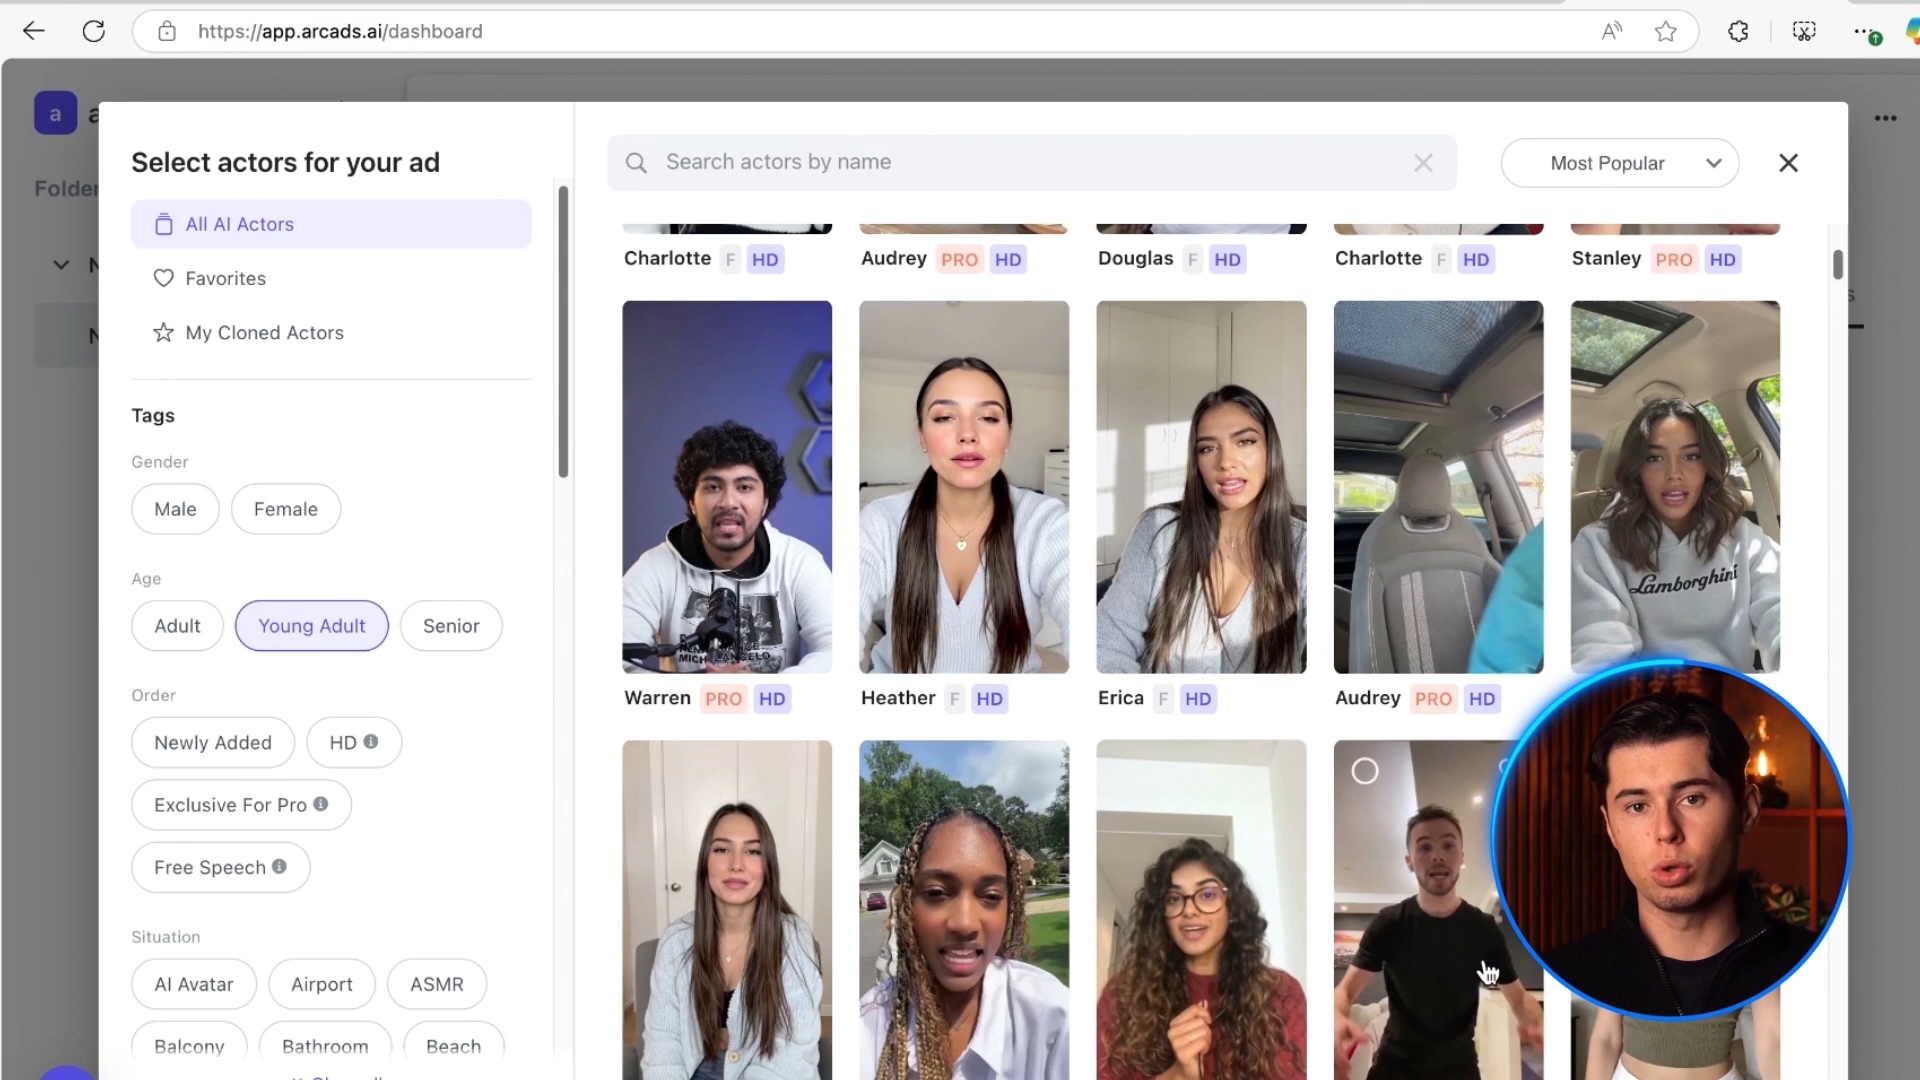 https://app.arcads.ai/dashboard
a
Folder
Select actors for your ad
All AI Actors
Favorites
My Cloned Actors
Tags
Gender
Male Female
Age
Adult Young Adult Senior
Order
Newly Added HD
Exclusive For Pro
Free Speech
Situation
AI Avatar Airport ASMR
Balcony Bathroom Beach
Search actors by name
Most Popular
Charlotte F HD
Audrey PRO HD
Douglas F HD
Charlotte F HD
Stanley PRO HD
Lamborghini
Warren PRO HD
Heather F HD
Erica F HD
Audrey PRO HD